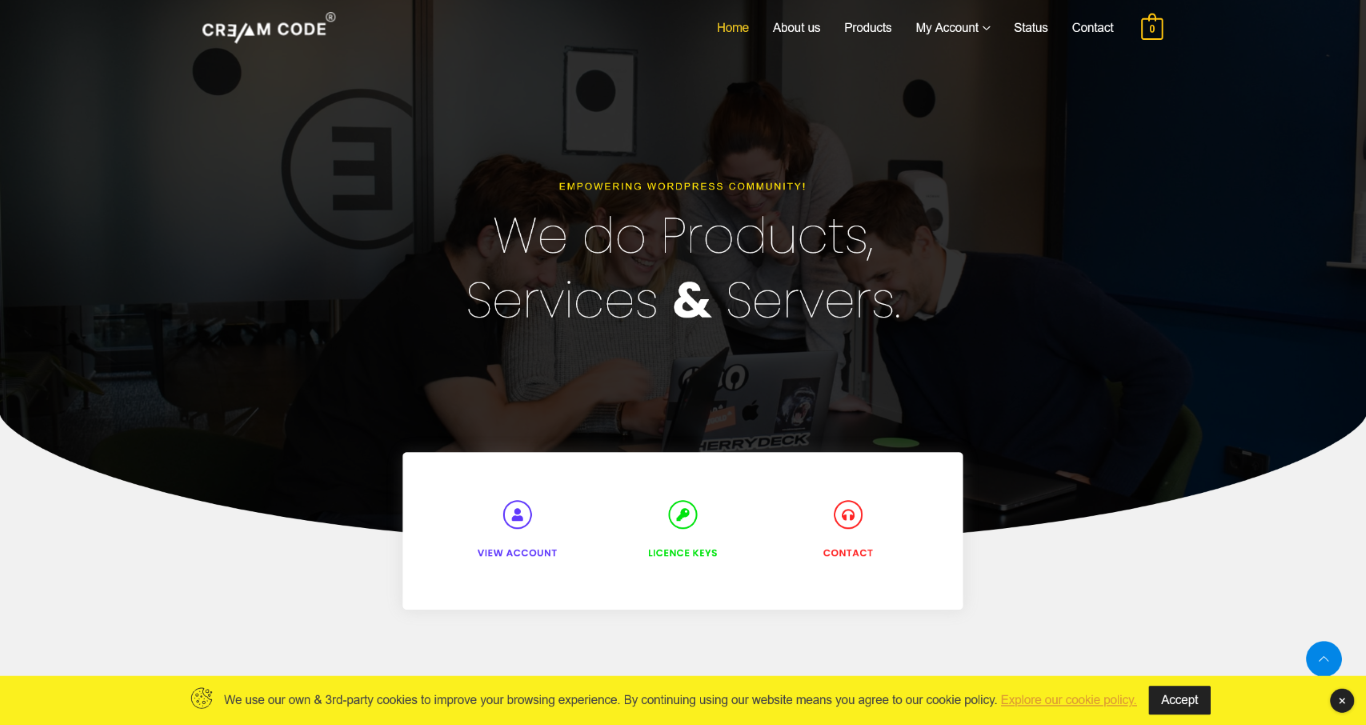 CREAM CODE®
Home About us Products My Account Status Contact 0
EMPOWERING WORDPRESS COMMUNITY!
We do Products,
Services & Servers.
HERRYDECK
VIEW ACCOUNT LICENCE KEYS CONTACT
We use our own & 3rd-party cookies to improve your browsing experience. By continuing using our website means you agree to our cookie policy. Explore our cookie policy. Accept ×